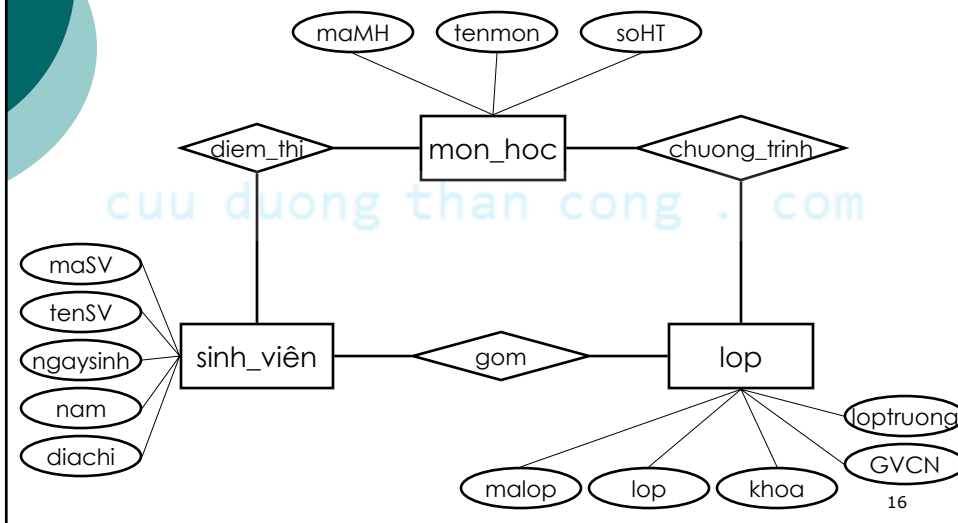 maMH tenmon soHT
diem_thi mon_hoc chuong_trinh
cuu duong than cong . com
maSV
tenSV
ngaysinh
nam
diachi
sinh_viên gom lop
loptruong
GVCN
malop lop khoa
16